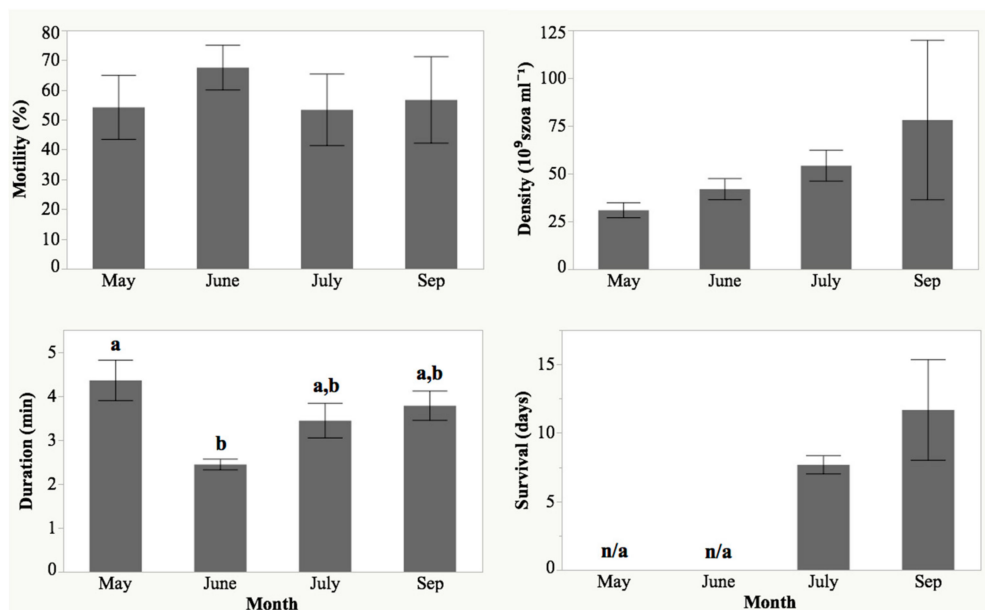 Motility (%)
80
70
60
50
40
30
20
10
0
May June July Sep
Density (10⁹szoa ml⁻¹)
125
100
75
50
25
0
May June July Sep
Duration (min)
5
4
3
2
1
0
a
b
a,b
a,b
May June July Sep
Month
Survival (days)
15
10
5
0
n/a n/a
May June July Sep
Month